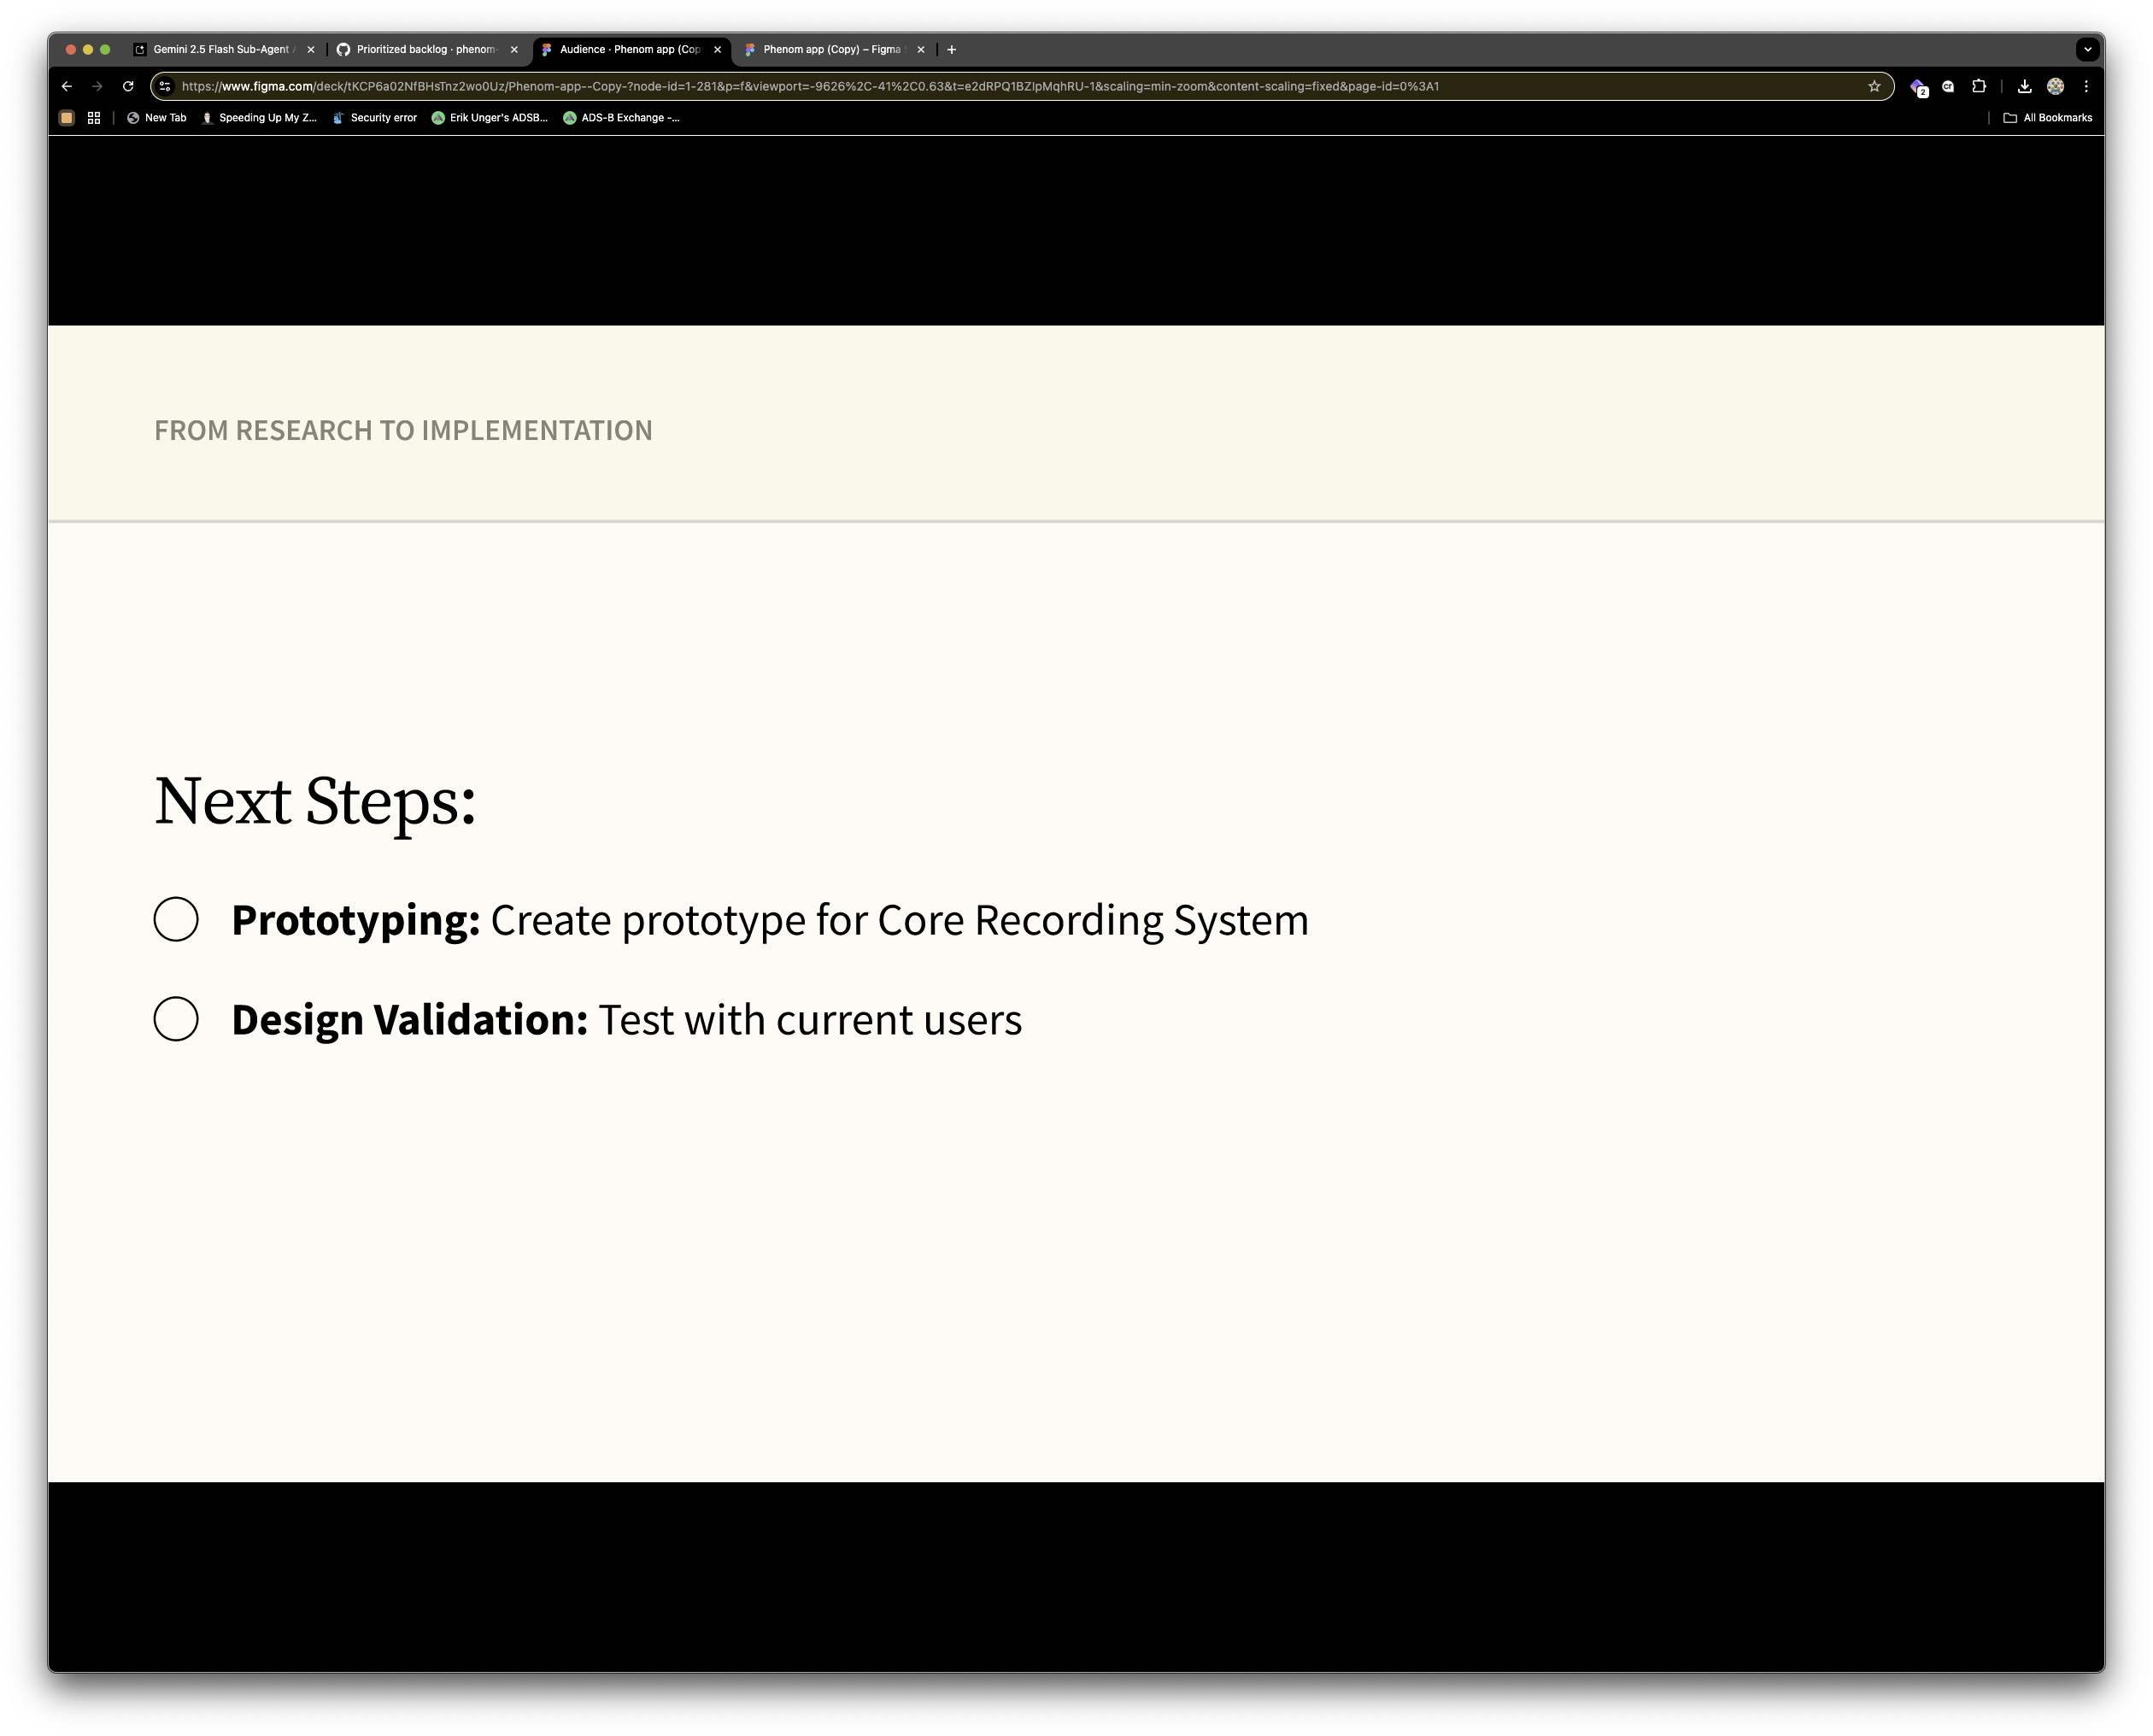 Gemini 2.5 Flash Sub-Agent
Prioritized backlog · phenom-
Audience · Phenom app (Cop
Phenom app (Copy) – Figma
https://www.figma.com/deck/tKCP6a02NfBHsTnz2wo0Uz/Phenom-app--Copy-?node-id=1-281&p=f&viewport=-9626%2C-41%2C0.63&t=e2dRPQ1BZIpMqhRU-1&scaling=min-zoom&content-scaling=fixed&page-id=0%3A1
2
New Tab
Speeding Up My Z...
Security error
Erik Unger's ADSB...
ADS-B Exchange -...
All Bookmarks
FROM RESEARCH TO IMPLEMENTATION
Next Steps:
Prototyping: Create prototype for Core Recording System
Design Validation: Test with current users